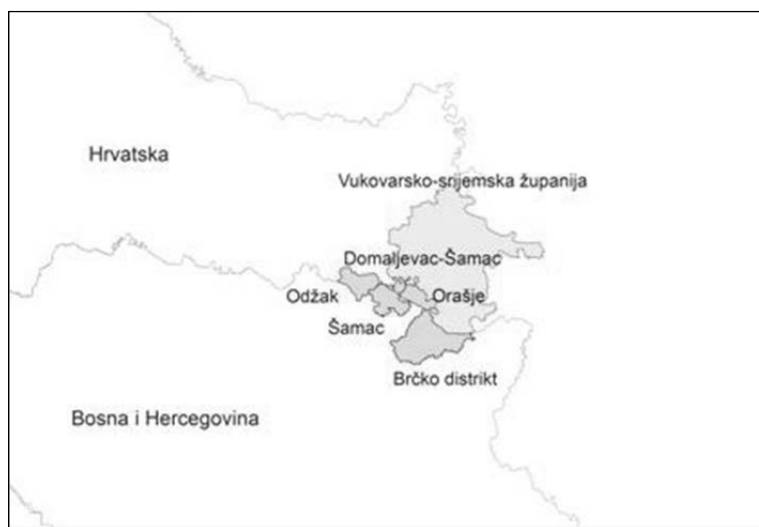 Hrvatska
Vukovarsko-srijemska županija
Domaljevac-Šamac
Odžak
Orašje
Šamac
Brčko distrikt
Bosna i Hercegovina